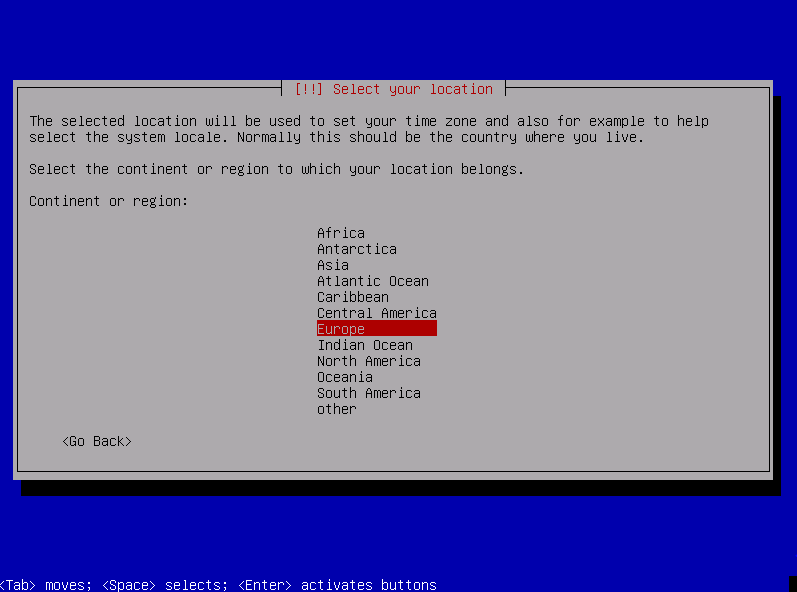 [!!] Select your location
The selected location will be used to set your time zone and also for example to help
select the system locale. Normally this should be the country where you live.
Select the continent or region to which your location belongs.
Continent or region:
Africa
Antarctica
Asia
Atlantic Ocean
Caribbean
Central America
Europe
Indian Ocean
North America
Oceania
South America
other
<Go Back>
<Tab> moves; <Space> selects; <Enter> activates buttons